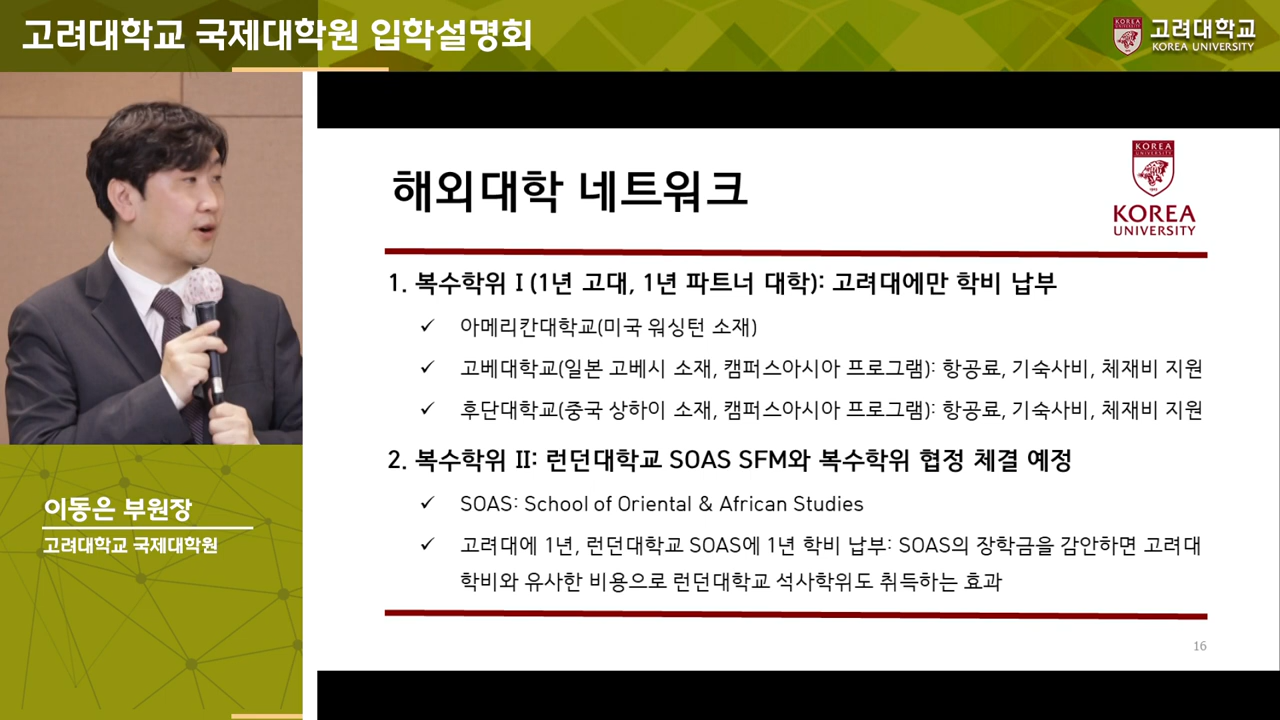 고려대학교 국제대학원 입학설명회
KOREA
UNIVERSITY
고려대학교
KOREA UNIVERSITY
KOREA
UNIVERSITY
KOREA
UNIVERSITY
해외대학 네트워크
1. 복수학위 I (1년 고대, 1년 파트너 대학): 고려대에만 학비 납부
✓ 아메리칸대학교(미국 워싱턴 소재)
✓ 고베대학교(일본 고베시 소재, 캠퍼스아시아 프로그램): 항공료, 기숙사비, 체재비 지원
✓ 후단대학교(중국 상하이 소재, 캠퍼스아시아 프로그램): 항공료, 기숙사비, 체재비 지원
2. 복수학위 II: 런던대학교 SOAS SFM와 복수학위 협정 체결 예정
✓ SOAS: School of Oriental & African Studies
✓ 고려대에 1년, 런던대학교 SOAS에 1년 학비 납부: SOAS의 장학금을 감안하면 고려대
학비와 유사한 비용으로 런던대학교 석사학위도 취득하는 효과
16
이동은 부원장
고려대학교 국제대학원